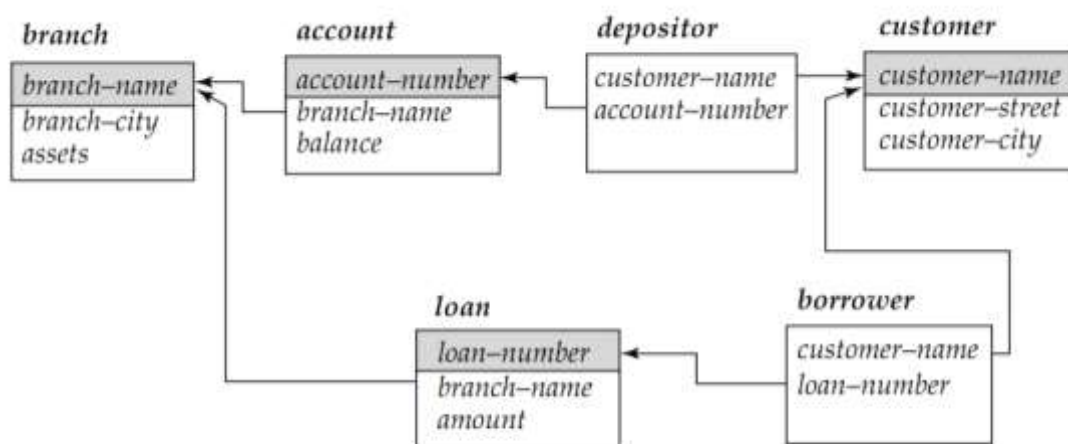 branch
branch–name
branch–city
assets
account
account–number
branch–name
balance
depositor
customer–name
account–number
customer
customer–name
customer–street
customer–city
loan
loan–number
branch–name
amount
borrower
customer–name
loan–number